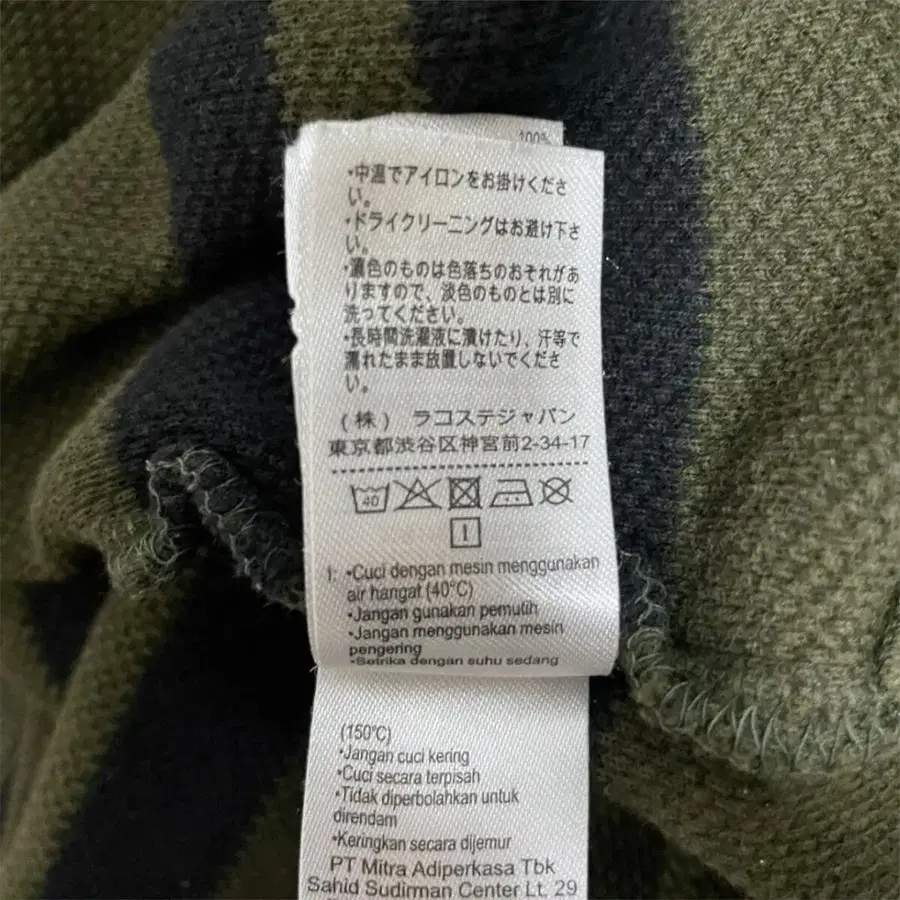 100%
・中温でアイロンをお掛けくださ
い。
・ドライクリーニングはお避け下さ
い。
・濃色のものは色落ちのおそれがあ
りますので、淡色のものとは別に
洗ってください。
・長時間洗濯液に漬けたり、汗等で
濡れたまま放置しないでくださ
い。
(株) ラコステジャパン
東京都渋谷区神宮前2-34-17
40
I
1: •Cuci dengan mesin menggunakan
air hangat (40°C)
•Jangan gunakan pemutih
•Jangan menggunakan mesin
pengering
•Setrika dengan suhu sedang
(150°C)
•Jangan cuci kering
•Cuci secara terpisah
•Tidak diperbolahkan untuk
direndam
•Keringkan secara dijemur
PT Mitra Adiperkasa Tbk
Sahid Sudirman Center Lt. 29